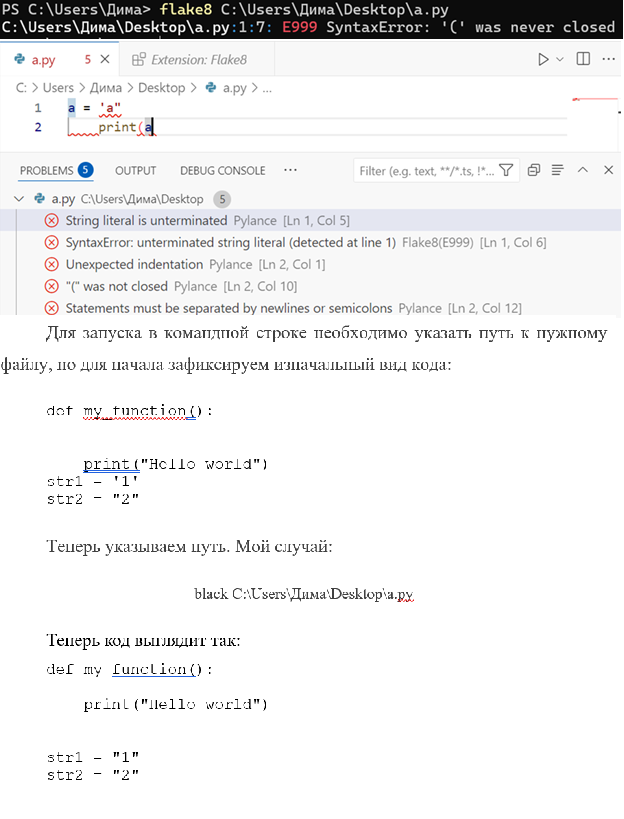 PS C:\Users\Дима> flake8 C:\Users\Дима\Desktop\a.py
C:\Users\Дима\Desktop\a.py:1:7: E999 SyntaxError: '(' was never closed
a.py 5 × Extension: Flake8
C: > Users > Дима > Desktop > a.py > ...
1 a = 'a"
2 print(a
PROBLEMS 5 OUTPUT DEBUG CONSOLE ··· Filter (e.g. text, **/*.ts, !*...
a.py C:\Users\Дима\Desktop 5
String literal is unterminated Pylance [Ln 1, Col 5]
SyntaxError: unterminated string literal (detected at line 1) Flake8(E999) [Ln 1, Col 6]
Unexpected indentation Pylance [Ln 2, Col 1]
"(" was not closed Pylance [Ln 2, Col 10]
Statements must be separated by newlines or semicolons Pylance [Ln 2, Col 12]
Для запуска в командной строке необходимо указать путь к нужному
файлу, но для начала зафиксируем изначальный вид кода:
def my_function():
print("Hello world")
str1 = '1'
str2 = "2"
Теперь указываем путь. Мой случай:
black C:\Users\Дима\Desktop\a.py
Теперь код выглядит так:
def my function():
print("Hello world")
str1 = "1"
str2 = "2"